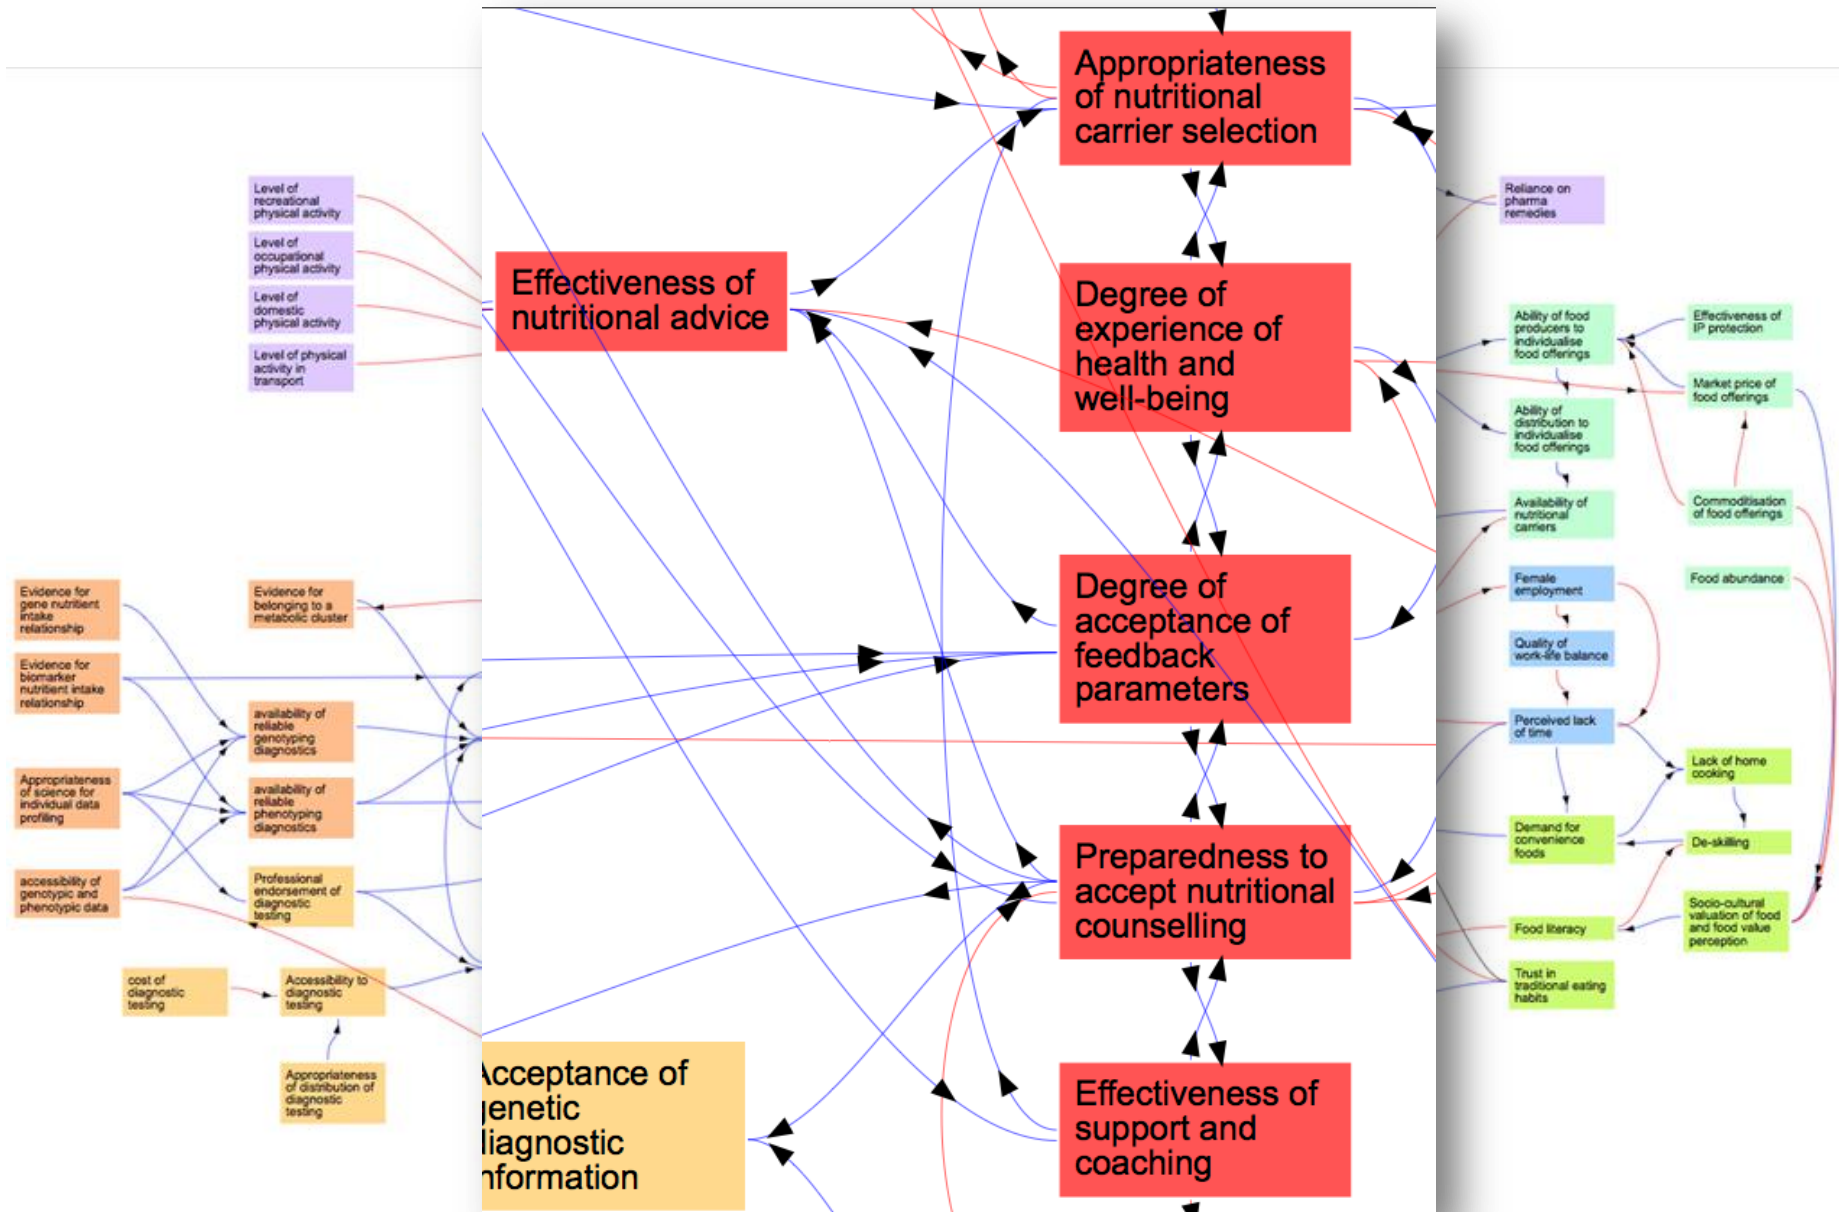 Level of
recreational
physical activity
Level of
occupational
physical activity
Level of
domestic
physical activity
Level of physical
activity in
transport
Evidence for
gene nutritient
intake
relationship
Evidence for
biomarker
nutritient intake
relationship
Appropriateness
of science for
individual data
profiling
accessibility of
genotypic and
phenotypic data
Evidence for
belonging to a
metabolic cluster
availability of
reliable
genotyping
diagnostics
availability of
reliable
phenotyping
diagnostics
Professional
endorsement of
diagnostic
testing
cost of
diagnostic
testing
Accessibility to
diagnostic
testing
Appropriateness
of distribution of
diagnostic
testing
Effectiveness of
nutritional advice
Acceptance of
genetic
diagnostic
information
Appropriateness
of nutritional
carrier selection
Degree of
experience of
health and
well-being
Degree of
acceptance of
feedback
parameters
Preparedness to
accept nutritional
counselling
Effectiveness of
support and
coaching
Reliance on
pharma
remedies
Ability of food
producers to
individualise
food offerings
Effectiveness of
IP protection
Market price of
food offerings
Ability of
distribution to
individualise
food offerings
Availability of
nutritional
carriers
Commoditisation
of food offerings
Female
employment
Food abundance
Quality of
work-life balance
Perceived lack
of time
Lack of home
cooking
Demand for
convenience
foods
De-skilling
Food literacy
Socio-cultural
valuation of food
and food value
perception
Trust in
traditional eating
habits